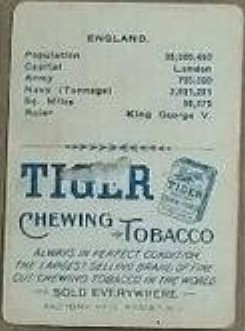 ENGLAND.
Population
Capital London
Army
Navy (Tonnage)
Sq. Miles
Ruler King George V.
TIGER
CHEWING TOBACCO
TIGER
ALWAYS IN PERFECT CONDITION
THE LARGEST SELLING BRAND OF FINE
CUT CHEWING TOBACCO IN THE WORLD
SOLD EVERYWHERE